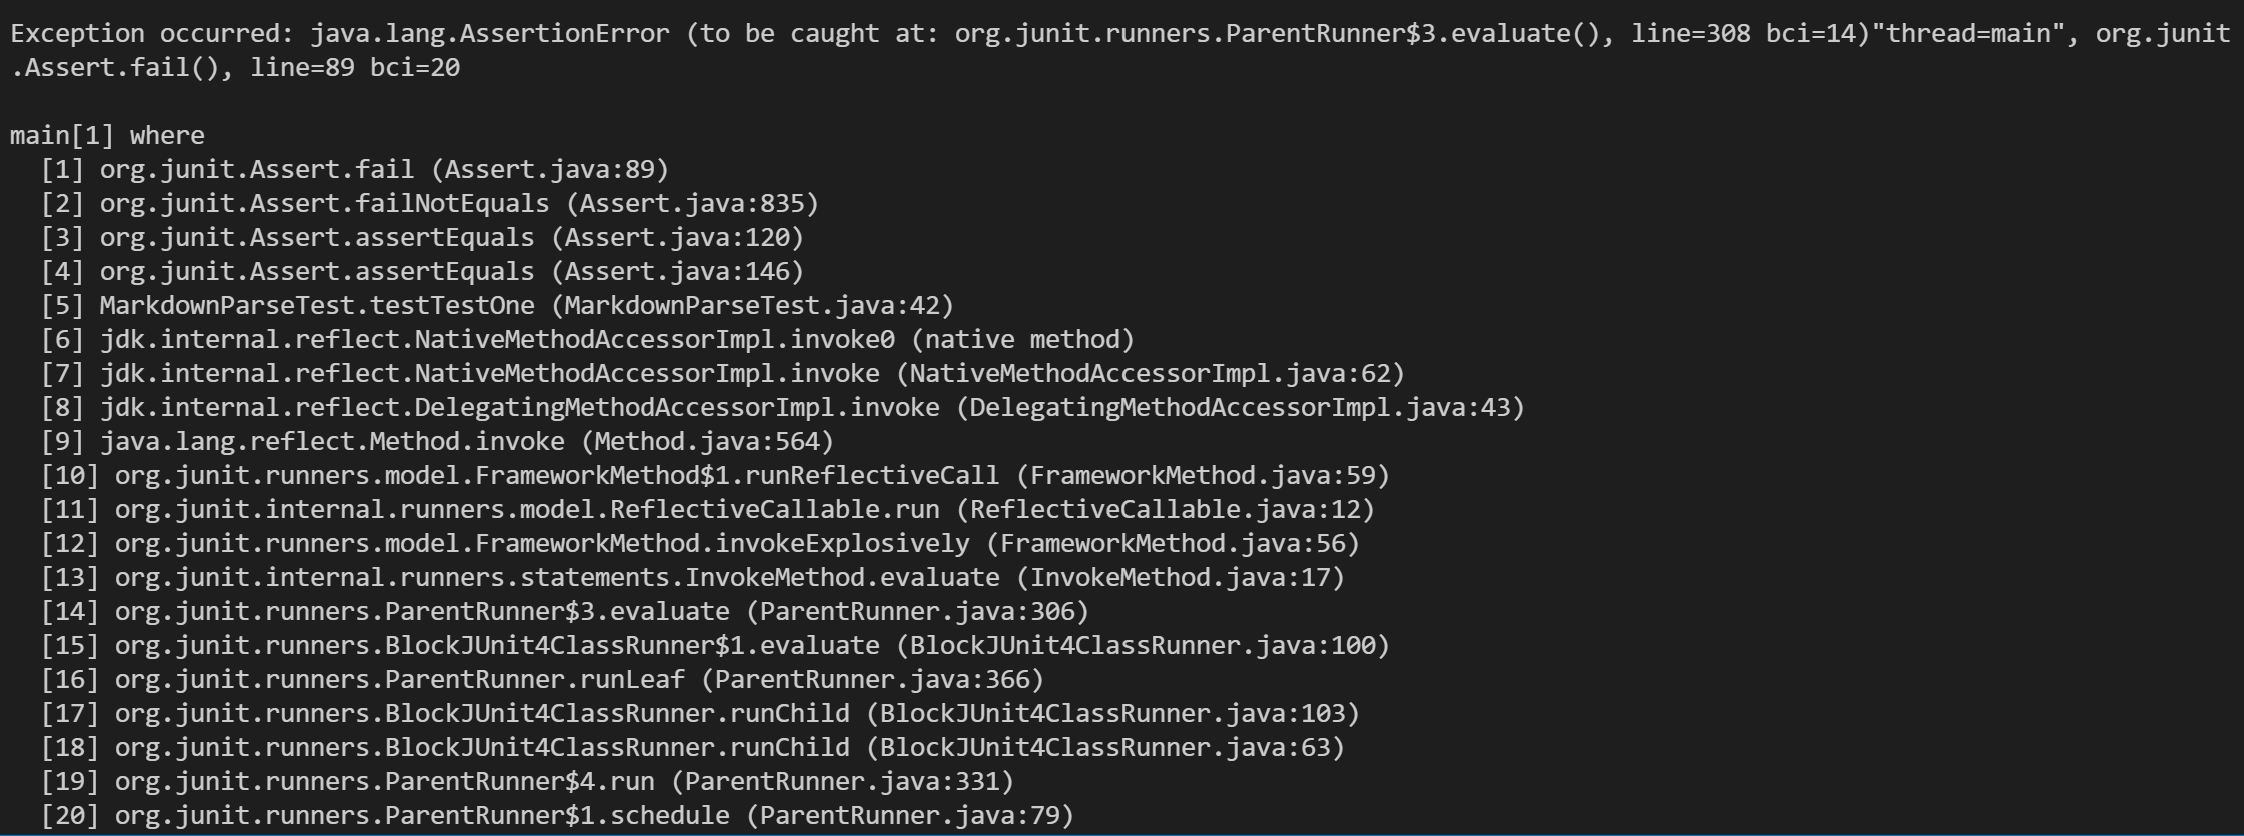 Exception occurred: java.lang.AssertionError (to be caught at: org.junit.runners.ParentRunner$3.evaluate(), line=308 bci=14)"thread=main", org.junit
.Assert.fail(), line=89 bci=20
main[1] where
[1] org.junit.Assert.fail (Assert.java:89)
[2] org.junit.Assert.failNotEquals (Assert.java:835)
[3] org.junit.Assert.assertEquals (Assert.java:120)
[4] org.junit.Assert.assertEquals (Assert.java:146)
[5] MarkdownParseTest.testTestOne (MarkdownParseTest.java:42)
[6] jdk.internal.reflect.NativeMethodAccessorImpl.invoke0 (native method)
[7] jdk.internal.reflect.NativeMethodAccessorImpl.invoke (NativeMethodAccessorImpl.java:62)
[8] jdk.internal.reflect.DelegatingMethodAccessorImpl.invoke (DelegatingMethodAccessorImpl.java:43)
[9] java.lang.reflect.Method.invoke (Method.java:564)
[10] org.junit.runners.model.FrameworkMethod$1.runReflectiveCall (FrameworkMethod.java:59)
[11] org.junit.internal.runners.model.ReflectiveCallable.run (ReflectiveCallable.java:12)
[12] org.junit.runners.model.FrameworkMethod.invokeExplosively (FrameworkMethod.java:56)
[13] org.junit.internal.runners.statements.InvokeMethod.evaluate (InvokeMethod.java:17)
[14] org.junit.runners.ParentRunner$3.evaluate (ParentRunner.java:306)
[15] org.junit.runners.BlockJUnit4ClassRunner$1.evaluate (BlockJUnit4ClassRunner.java:100)
[16] org.junit.runners.ParentRunner.runLeaf (ParentRunner.java:366)
[17] org.junit.runners.BlockJUnit4ClassRunner.runChild (BlockJUnit4ClassRunner.java:103)
[18] org.junit.runners.BlockJUnit4ClassRunner.runChild (BlockJUnit4ClassRunner.java:63)
[19] org.junit.runners.ParentRunner$4.run (ParentRunner.java:331)
[20] org.junit.runners.ParentRunner$1.schedule (ParentRunner.java:79)